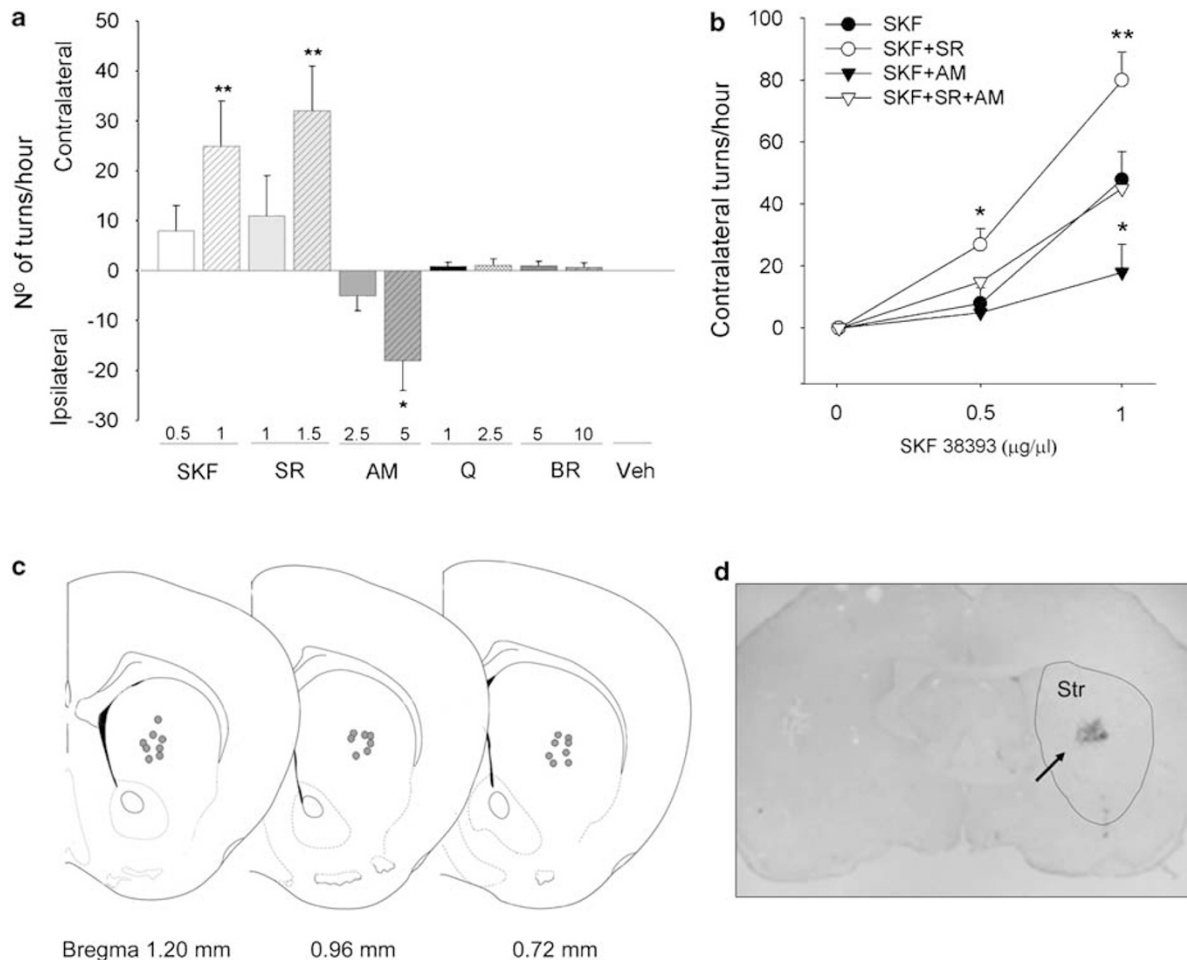 a
Nº of turns/hour
Contralateral
Ipsilateral
50
40
30
20
10
0
-10
-20
-30
**
**
*
0.5 1 1 1.5 2.5 5 1 2.5 5 10
SKF SR AM Q BR Veh
b
SKF
SKF+SR
SKF+AM
SKF+SR+AM
Contralateral turns/hour
100
80
60
40
20
0
**
*
*
0 0.5 1
SKF 38393 (µg/µl)
c
Bregma 1.20 mm 0.96 mm 0.72 mm
d
Str